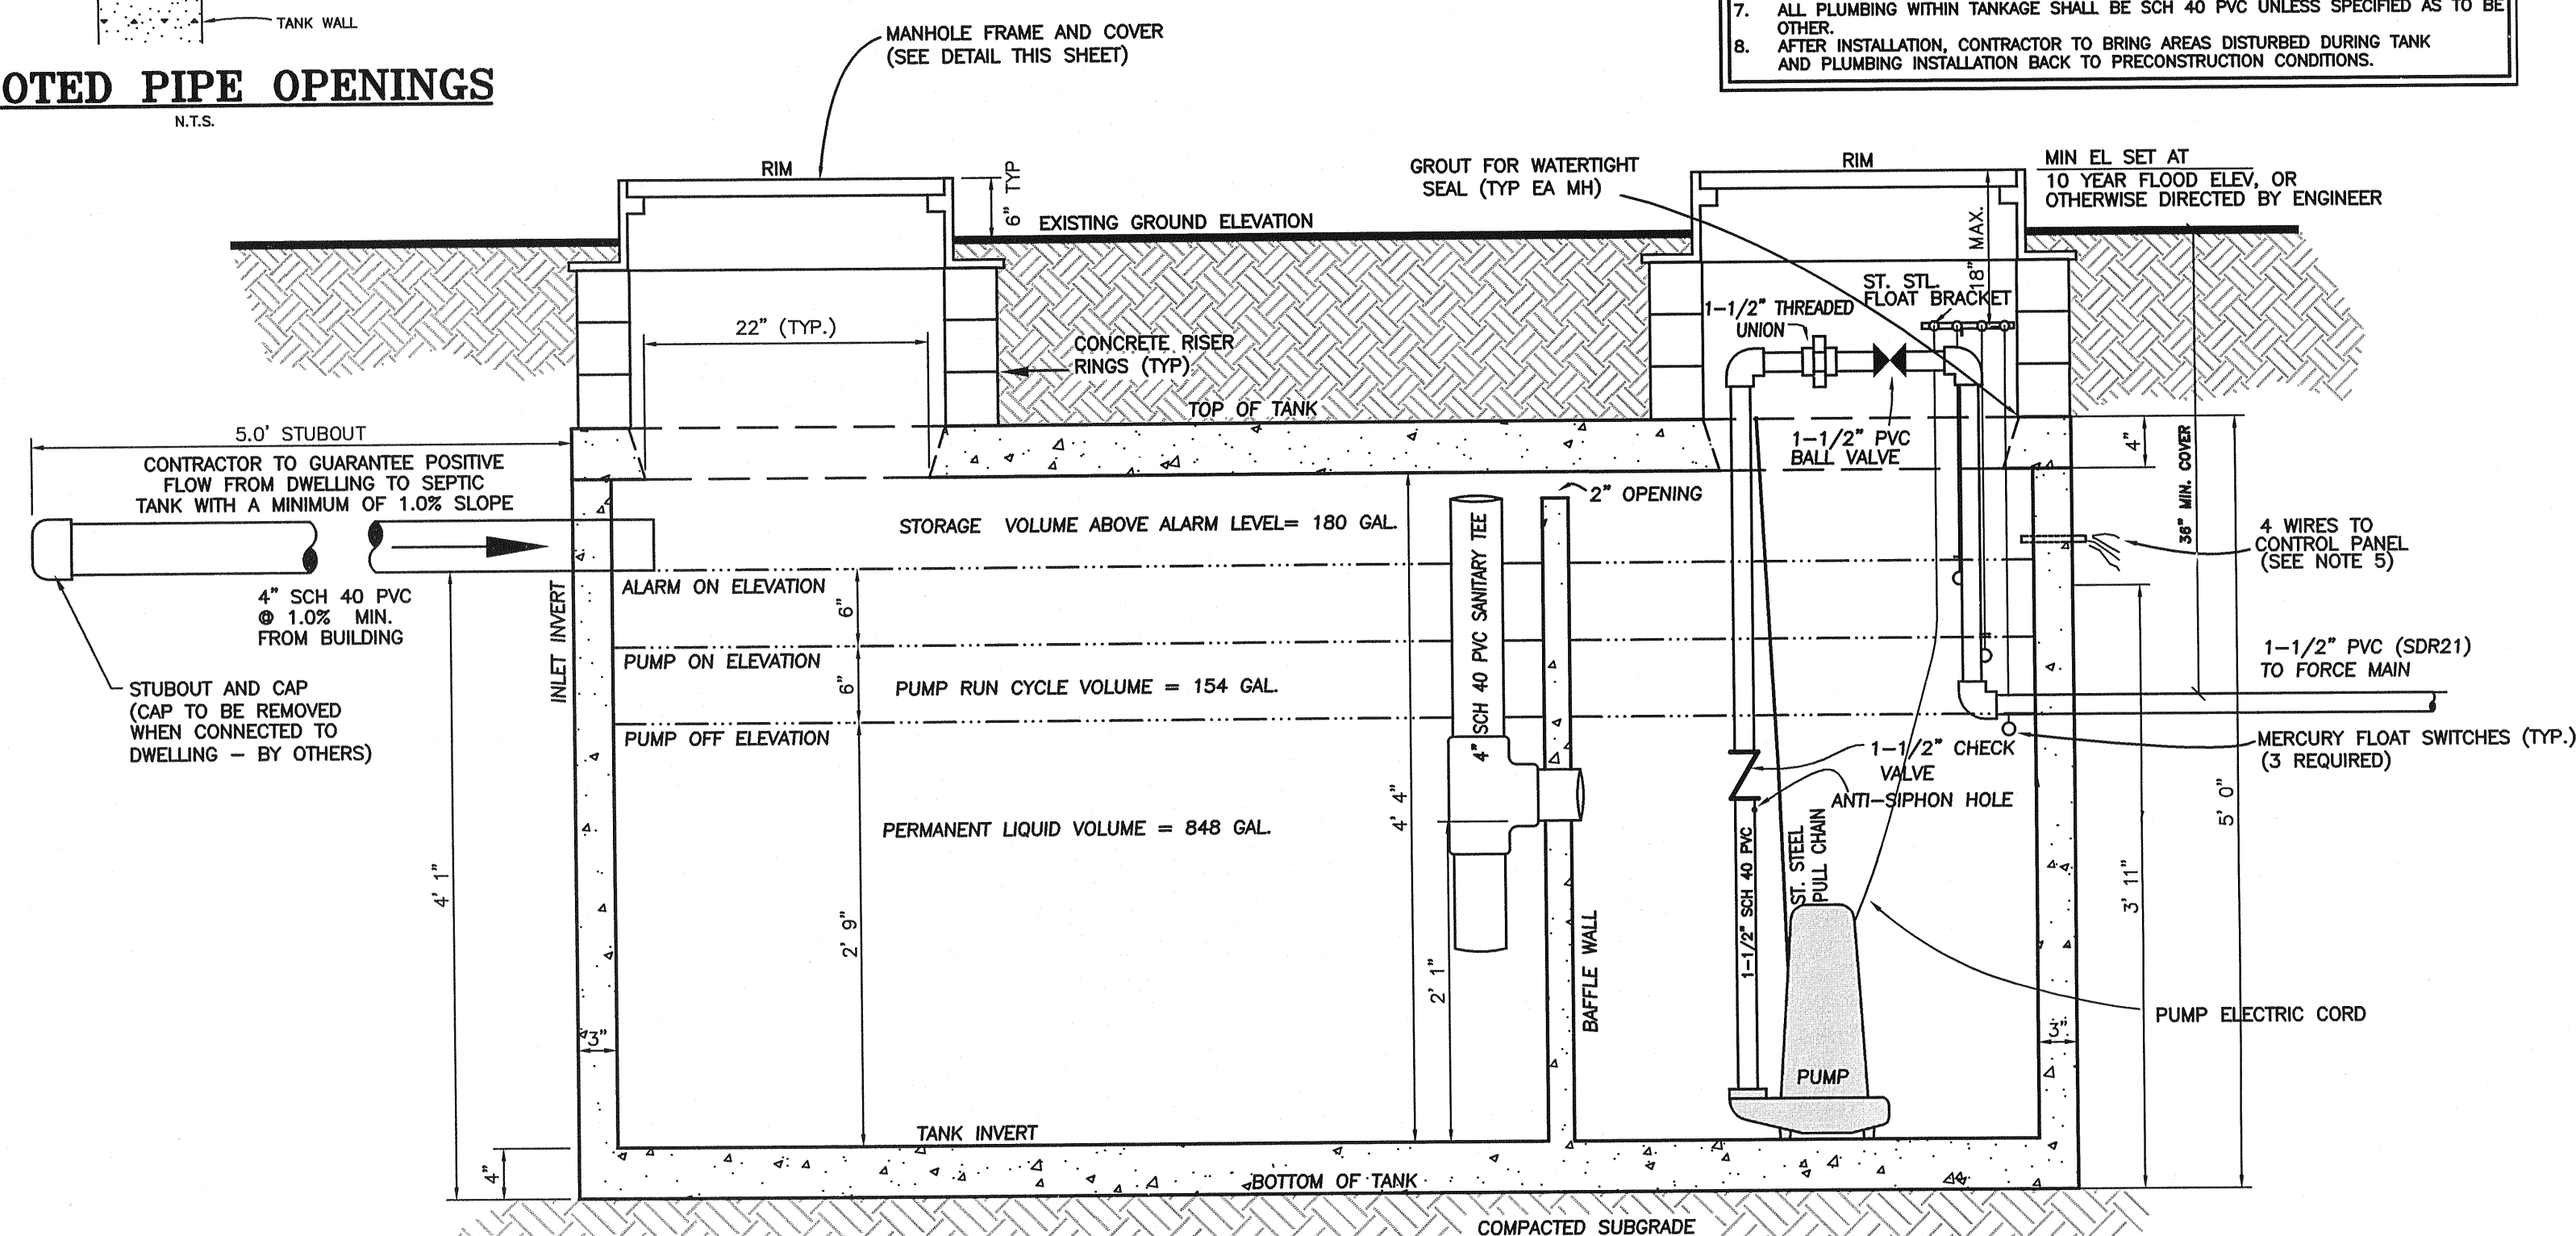 TANK WALL
OTED PIPE OPENINGS
N.T.S.
7. ALL PLUMBING WITHIN TANKAGE SHALL BE SCH 40 PVC UNLESS SPECIFIED AS TO BE
OTHER.
8. AFTER INSTALLATION, CONTRACTOR TO BRING AREAS DISTURBED DURING TANK
AND PLUMBING INSTALLATION BACK TO PRECONSTRUCTION CONDITIONS.
MANHOLE FRAME AND COVER
(SEE DETAIL THIS SHEET)
RIM
6" TYP
EXISTING GROUND ELEVATION
GROUT FOR WATERTIGHT
SEAL (TYP EA MH)
RIM
MIN EL SET AT
10 YEAR FLOOD ELEV, OR
OTHERWISE DIRECTED BY ENGINEER
18" MAX.
ST. STL.
FLOAT BRACKET
1-1/2" THREADED
UNION
22" (TYP.)
CONCRETE RISER
RINGS (TYP)
TOP OF TANK
1-1/2" PVC
BALL VALVE
4"
36" MIN. COVER
5.0' STUBOUT
CONTRACTOR TO GUARANTEE POSITIVE
FLOW FROM DWELLING TO SEPTIC
TANK WITH A MINIMUM OF 1.0% SLOPE
2" OPENING
STORAGE VOLUME ABOVE ALARM LEVEL= 180 GAL.
4" SCH 40 PVC SANITARY TEE
4 WIRES TO
CONTROL PANEL
(SEE NOTE 5)
4" SCH 40 PVC
@ 1.0% MIN.
FROM BUILDING
INLET INVERT
ALARM ON ELEVATION
6"
PUMP ON ELEVATION
6"
PUMP RUN CYCLE VOLUME = 154 GAL.
PUMP OFF ELEVATION
1-1/2" PVC (SDR21)
TO FORCE MAIN
STUBOUT AND CAP
(CAP TO BE REMOVED
WHEN CONNECTED TO
DWELLING - BY OTHERS)
MERCURY FLOAT SWITCHES (TYP.)
(3 REQUIRED)
1-1/2" CHECK
VALVE
ANTI-SIPHON HOLE
PERMANENT LIQUID VOLUME = 848 GAL.
4' 4"
5' 0"
4' 1"
2' 9"
2' 1"
3' 11"
BAFFLE WALL
1-1/2" SCH 40 PVC
ST. STEEL
PULL CHAIN
PUMP ELECTRIC CORD
3"
3"
PUMP
TANK INVERT
4"
BOTTOM OF TANK
COMPACTED SUBGRADE